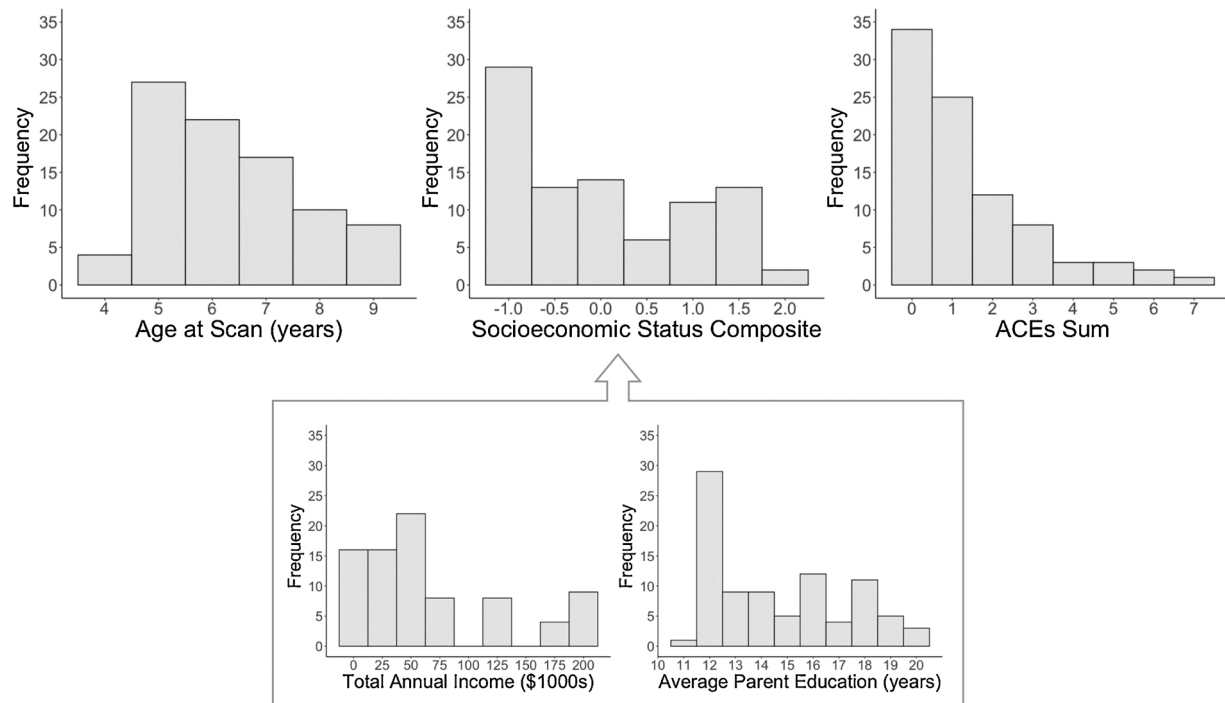 35
30
25
20
15
10
5
0
Frequency
4 5 6 7 8 9
Age at Scan (years)
35
30
25
20
15
10
5
0
Frequency
-1.0 -0.5 0.0 0.5 1.0 1.5 2.0
Socioeconomic Status Composite
35
30
25
20
15
10
5
0
Frequency
0 1 2 3 4 5 6 7
ACEs Sum
35
30
25
20
15
10
5
0
Frequency
0 25 50 75 100 125 150 175 200
Total Annual Income ($1000s)
35
30
25
20
15
10
5
0
Frequency
10 11 12 13 14 15 16 17 18 19 20
Average Parent Education (years)